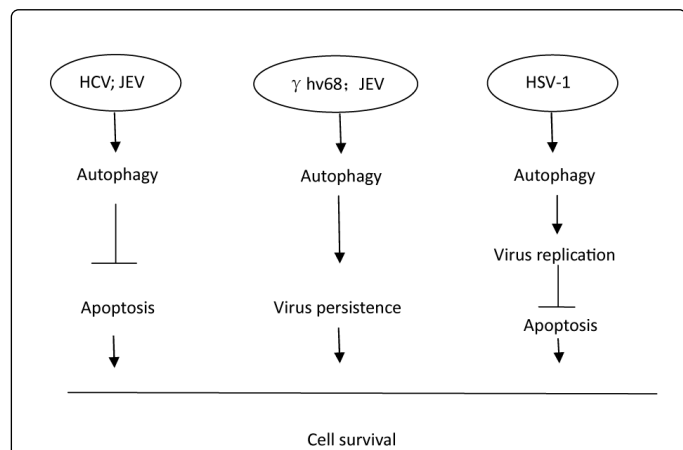 HCV; JEV
γ hv68; JEV
HSV-1
Autophagy
Autophagy
Autophagy
Virus replication
Apoptosis
Virus persistence
Apoptosis
Cell survival